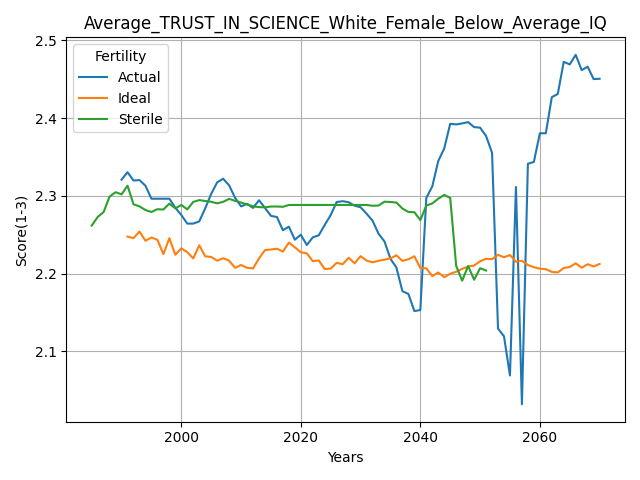 Average_TRUST_IN_SCIENCE_White_Female_Below_Average_IQ
Fertility
Actual
Ideal
Sterile
Score(1-3)
2.5
2.4
2.3
2.2
2.1
2000
2020
2040
2060
Years